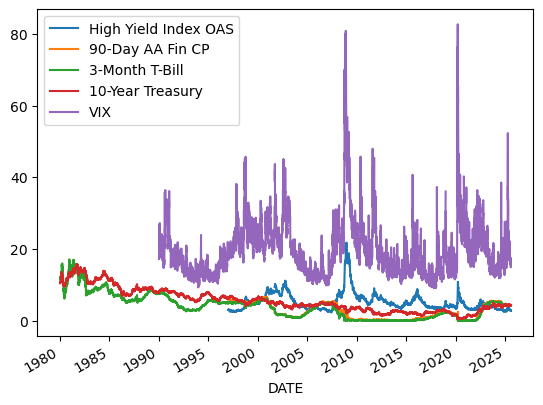 High Yield Index OAS
90-Day AA Fin CP
3-Month T-Bill
10-Year Treasury
VIX
80
60
40
20
0
1980
1985
1990
1995
2000
2005
2010
2015
2020
2025
DATE